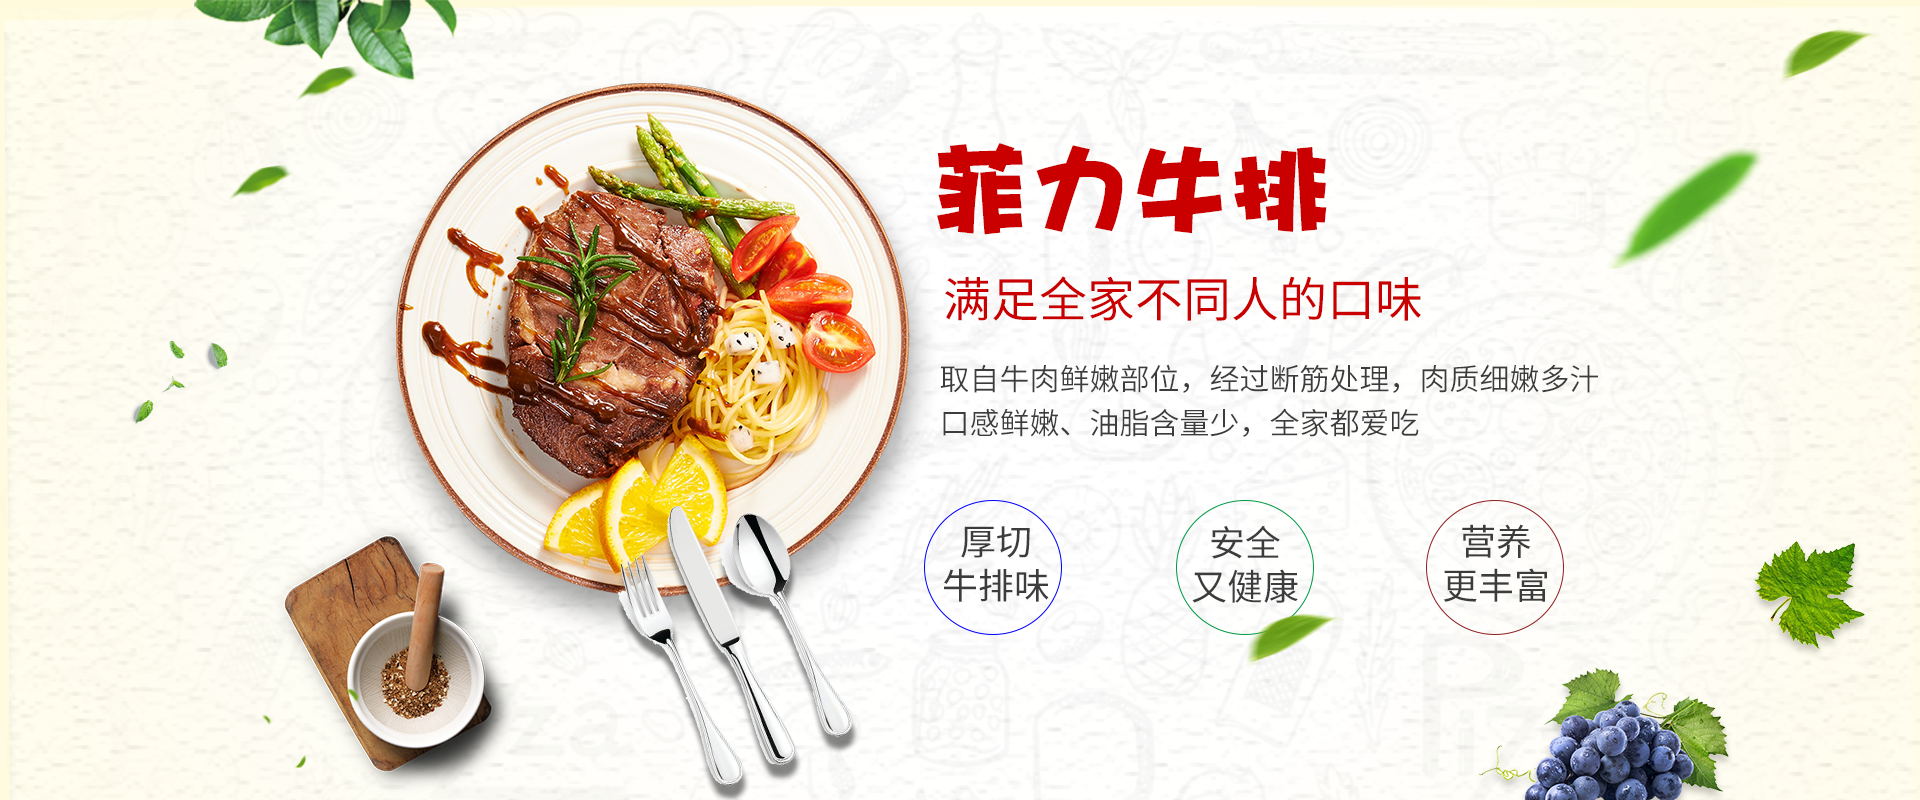 菲力牛排
满足全家不同人的口味
取自牛肉鲜嫩部位，经过断筋处理，肉质细嫩多汁
口感鲜嫩、油脂含量少，全家都爱吃
厚切
牛排味
安全
又健康
营养
更丰富